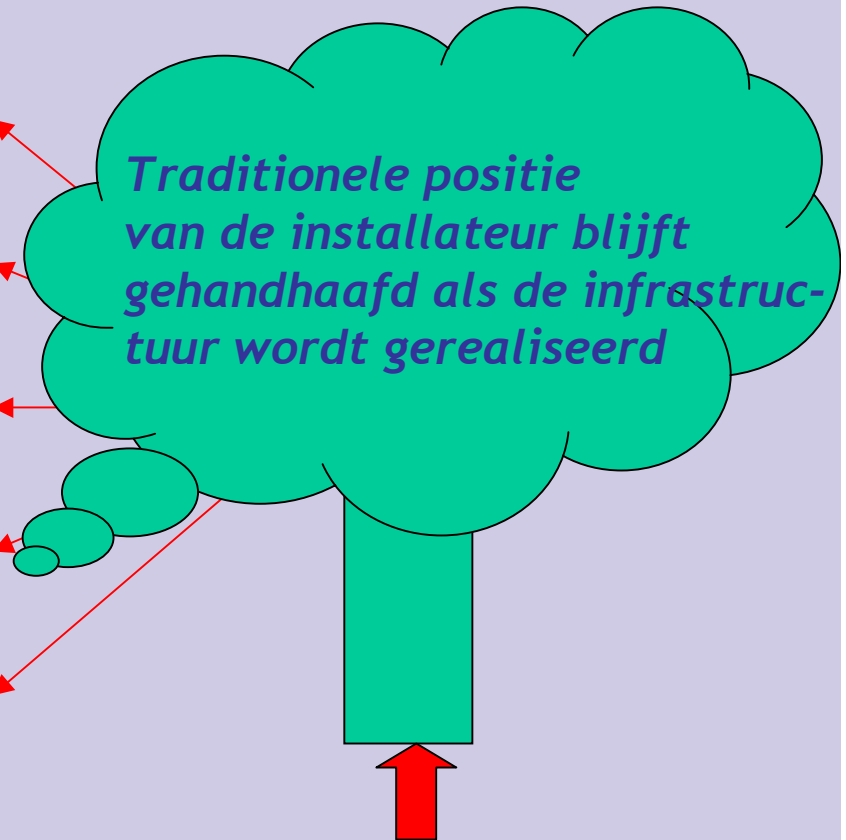 Traditionele positie
van de installateur blijft
gehandhaafd als de infrastruc-
tuur wordt gerealiseerd